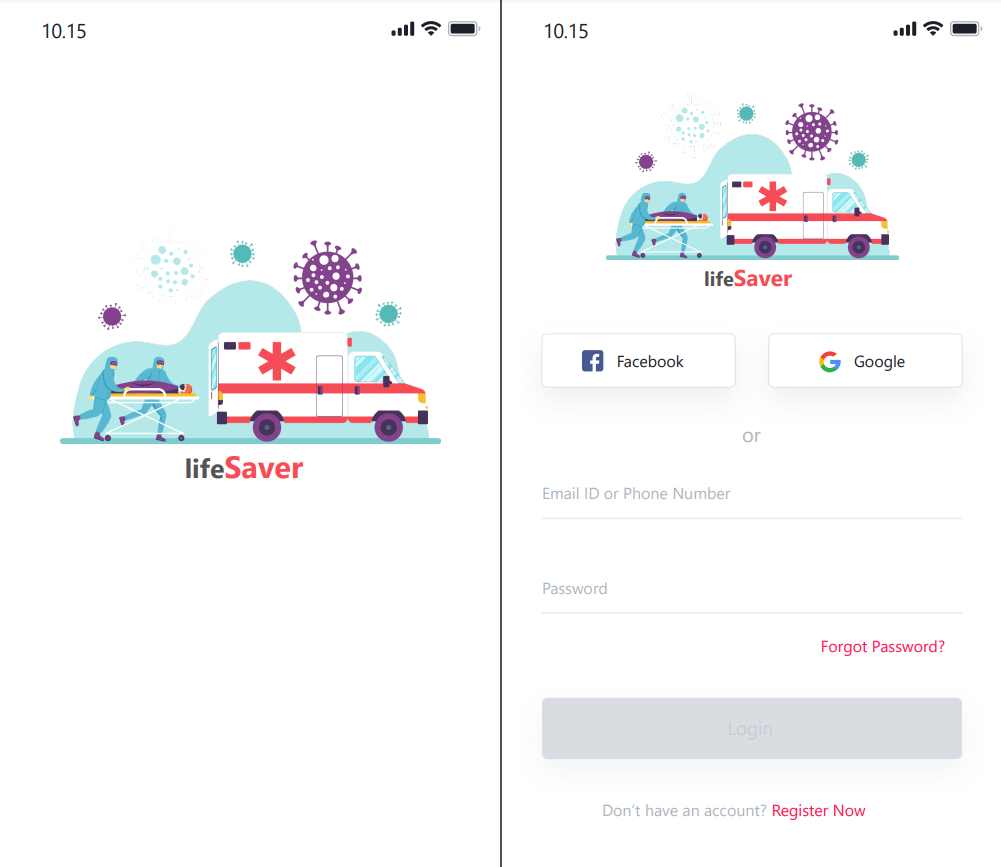 10.15
lifeSaver
10.15
lifeSaver
Facebook
Google
or
Email ID or Phone Number
Password
Forgot Password?
Login
Don't have an account? Register Now